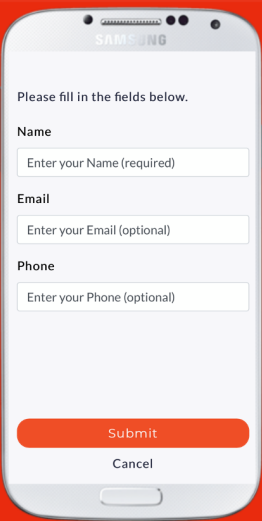 SAMSUNG
Please fill in the fields below.
Name
Enter your Name (required)
Email
Enter your Email (optional)
Phone
Enter your Phone (optional)
Submit
Cancel